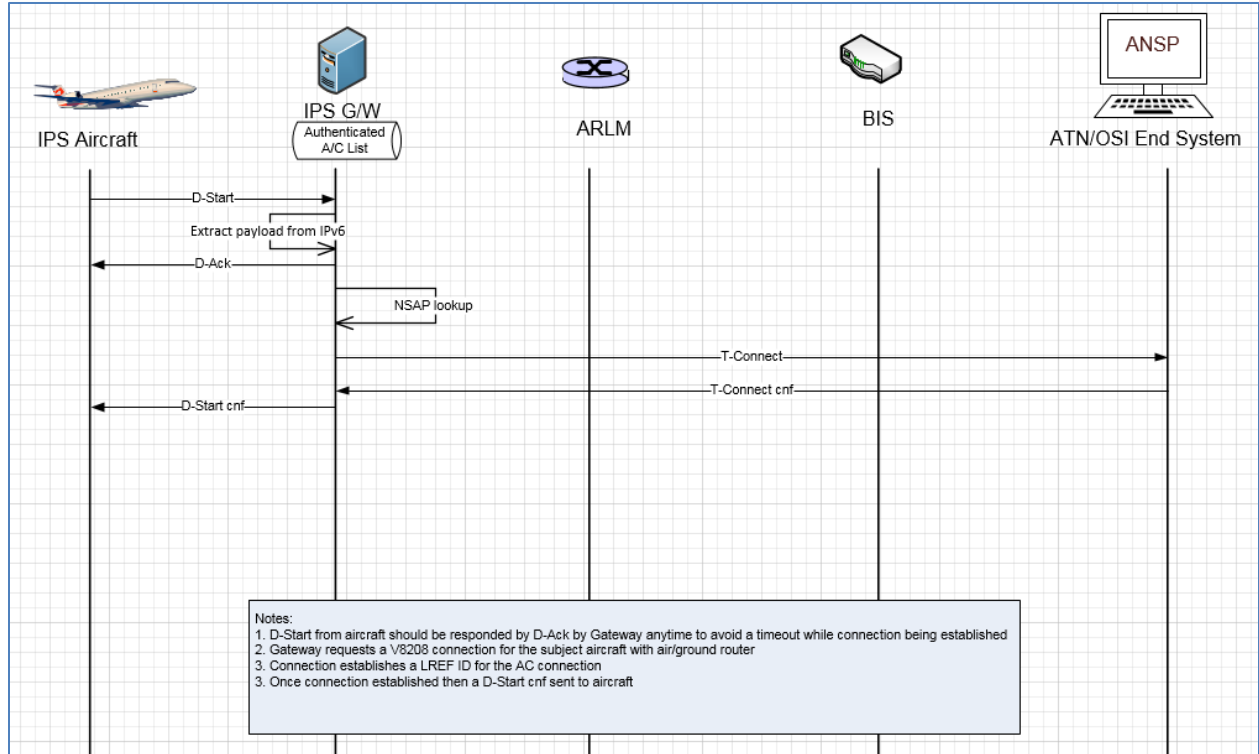 ANSP
IPS Aircraft
IPS G/W
Authenticated
A/C List
ARLM
BIS
ATN/OSI End System
D-Start
Extract payload from IPv6
D-Ack
NSAP lookup
T-Connect
T-Connect cnf
D-Start cnf
Notes:
1. D-Start from aircraft should be responded by D-Ack by Gateway anytime to avoid a timeout while connection being established
2. Gateway requests a V8208 connection for the subject aircraft with air/ground router
3. Connection establishes a LREF ID for the AC connection
3. Once connection established then a D-Start cnf sent to aircraft